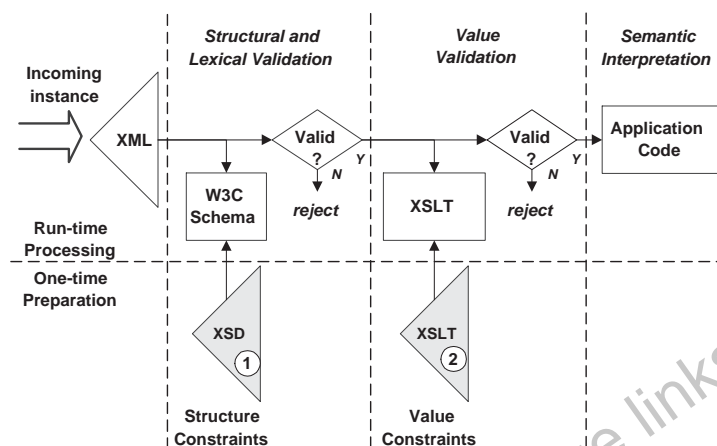 Structural and
Lexical Validation
Value
Validation
Semantic
Interpretation
Incoming
instance
XML
Valid
?
Y
N
reject
W3C
Schema
Valid
?
Y
N
reject
XSLT
Application
Code
Run-time
Processing
One-time
Preparation
XSD
1
XSLT
2
Structure
Constraints
Value
Constraints
links